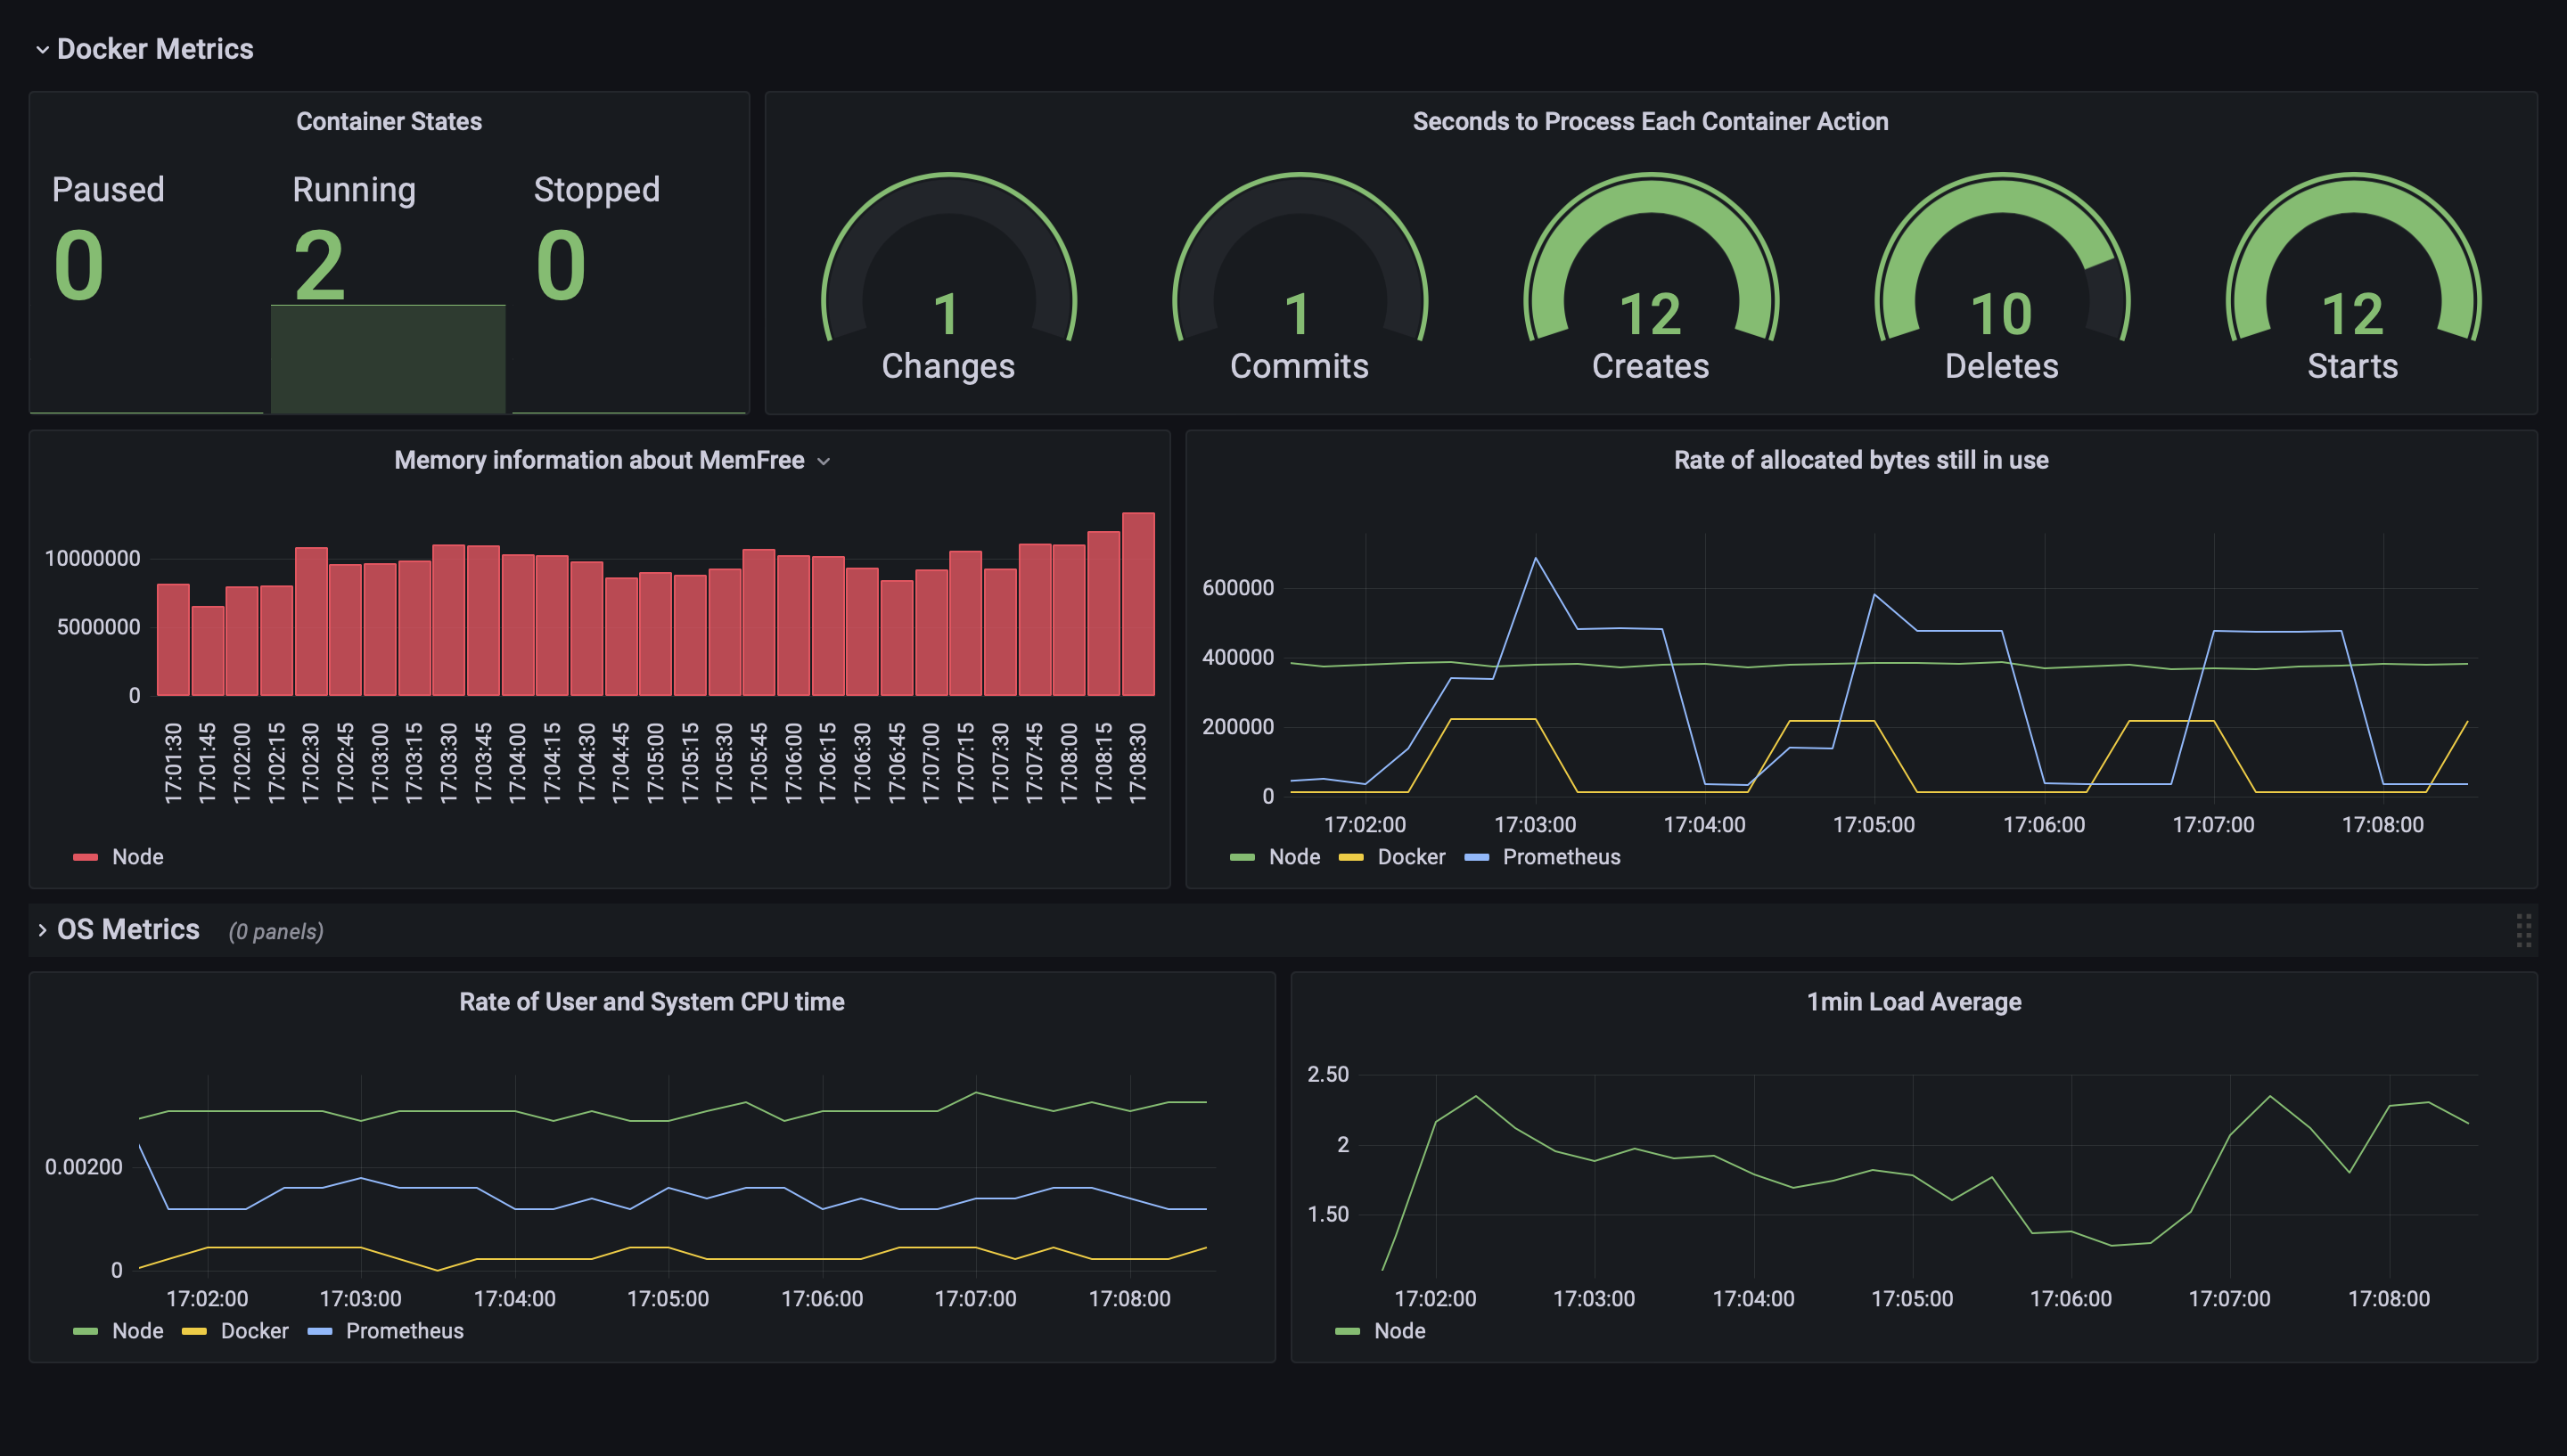 Docker Metrics
Container States
Paused Running Stopped
0 2 0
Seconds to Process Each Container Action
1 1 12 10 12
Changes Commits Creates Deletes Starts
Memory information about MemFree
10000000
5000000
0
17:01:30 17:01:45 17:02:00 17:02:15 17:02:30 17:02:45 17:03:00 17:03:15 17:03:30 17:03:45 17:04:00 17:04:15 17:04:30 17:04:45 17:05:00 17:05:15 17:05:30 17:05:45 17:06:00 17:06:15 17:06:30 17:06:45 17:07:00 17:07:15 17:07:30 17:07:45 17:08:00 17:08:15 17:08:30
Node
Rate of allocated bytes still in use
600000
400000
200000
0
17:02:00 17:03:00 17:04:00 17:05:00 17:06:00 17:07:00 17:08:00
Node Docker Prometheus
OS Metrics (0 panels)
Rate of User and System CPU time
0.00200
0
17:02:00 17:03:00 17:04:00 17:05:00 17:06:00 17:07:00 17:08:00
Node Docker Prometheus
1min Load Average
2.50
2
1.50
17:02:00 17:03:00 17:04:00 17:05:00 17:06:00 17:07:00 17:08:00
Node